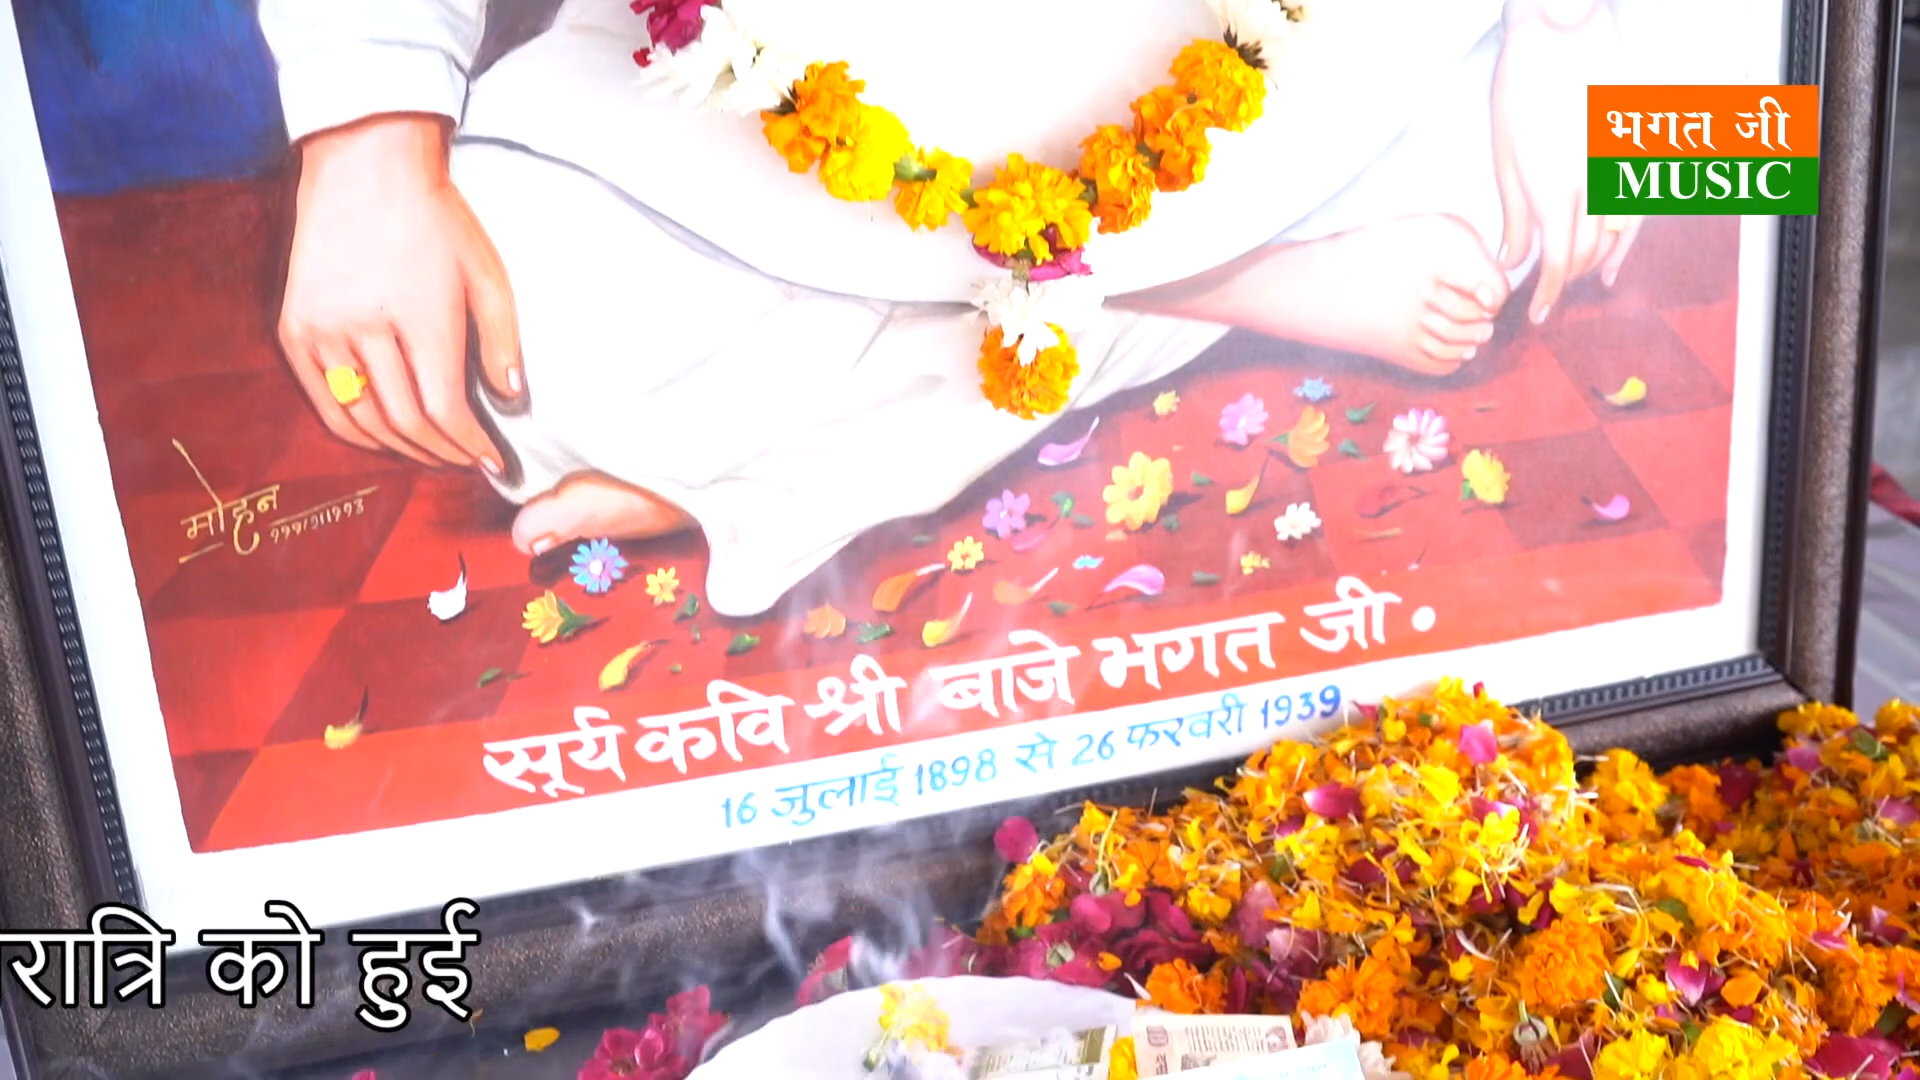 भगत जी
MUSIC
मोहन
सूर्य कवि श्री बाजे भगत जी •
16 जुलाई 1898 से 26 फरवरी 1939
रात्रि को हुई